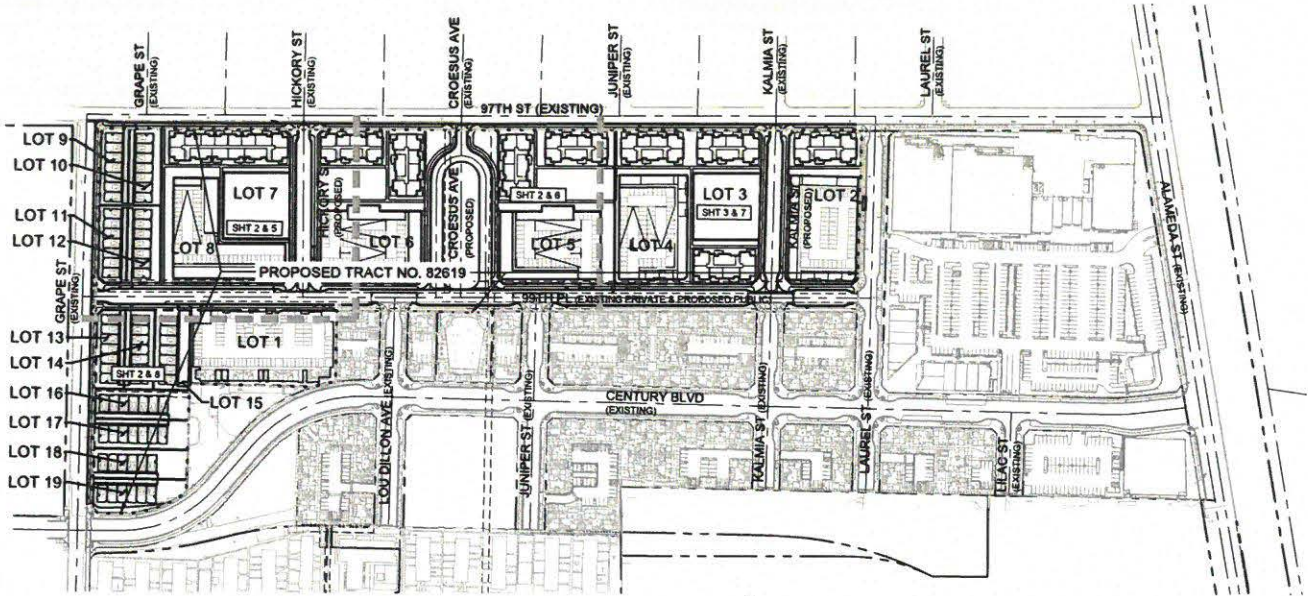 GRAPE ST
(EXISTING)
HICKORY ST
(EXISTING)
CROESUS AVE
(EXISTING)
JUNIPER ST
(EXISTING)
KALMIA ST
(EXISTING)
LAUREL ST
(EXISTING)
97TH ST (EXISTING)
LOT 9
LOT 10
LOT 11
LOT 12
LOT 7
SHT 2 & 5
LOT 8
HICKORY ST
(PROPOSED)
LOT 6
CROESUS AVE
(PROPOSED)
SHT 2 & 6
LOT 5
LOT 4
LOT 3
SHT 3 & 7
KALMIA ST
(PROPOSED)
LOT 2
ALAMEDA ST (EXISTING)
PROPOSED TRACT NO. 82619
99TH PL (EXISTING PRIVATE & PROPOSED PUBLIC)
GRAPE ST
(EXISTING)
LOT 13
LOT 14
SHT 2 & 8
LOT 1
LOT 15
LOT 16
LOT 17
LOT 18
LOT 19
LOU DILLON AVE (EXISTING)
JUNIPER ST (EXISTING)
CENTURY BLVD
(EXISTING)
KALMIA ST (EXISTING)
LAUREL ST (EXISTING)
LILAC ST
(EXISTING)